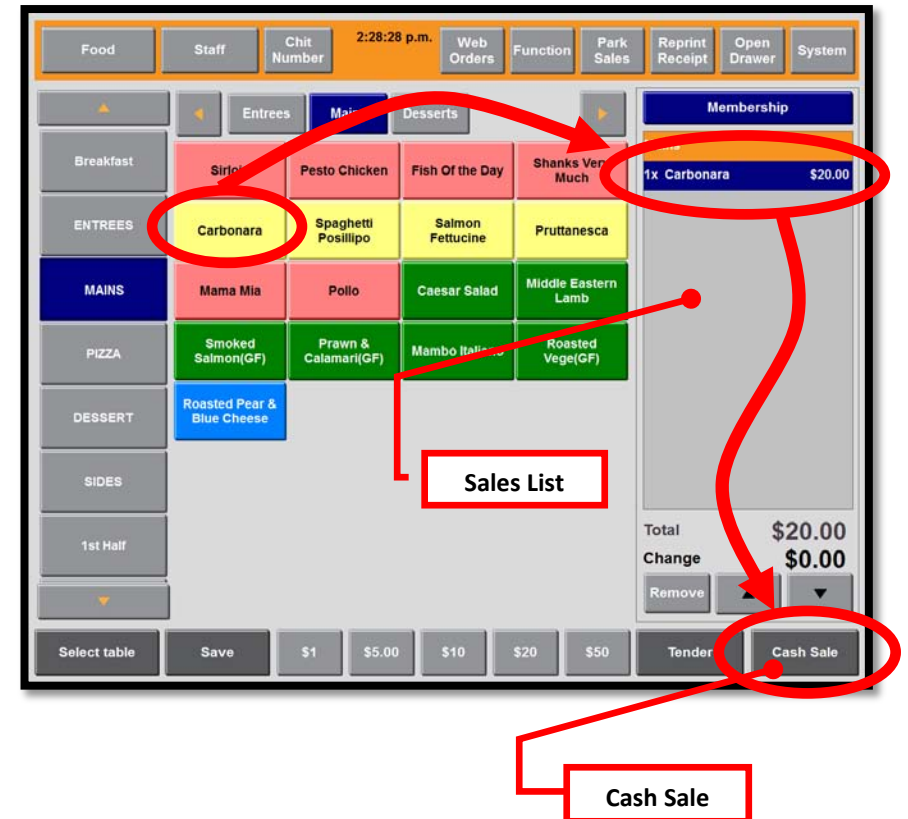 Food
Staff
Chit
Number
2:28:28 p.m.
Web
Orders
Function
Park
Sales
Reprint
Receipt
Open
Drawer
System
Entrees
Desserts
Membership
Breakfast
Pesto Chicken
Fish Of the Day
Shanks
Much
1x Carbonara $20.00
ENTREES
Carbonara
Spaghetti
Posillipo
Salmon
Fettucine
Pruttanesca
MAINS
Mama Mia
Pollo
Caesar Salad
Middle Eastern
Lamb
PIZZA
Smoked
Salmon(GF)
Prawn &
Calamari(GF)
Mambo Italiano
Roasted
Vege(GF)
DESSERT
Roasted Pear &
Blue Cheese
SIDES
Sales List
1st Half
Total $20.00
Change $0.00
Remove
Select table
Save
$1
$5.00
$10
$20
$50
Tender
Cash Sale
Cash Sale